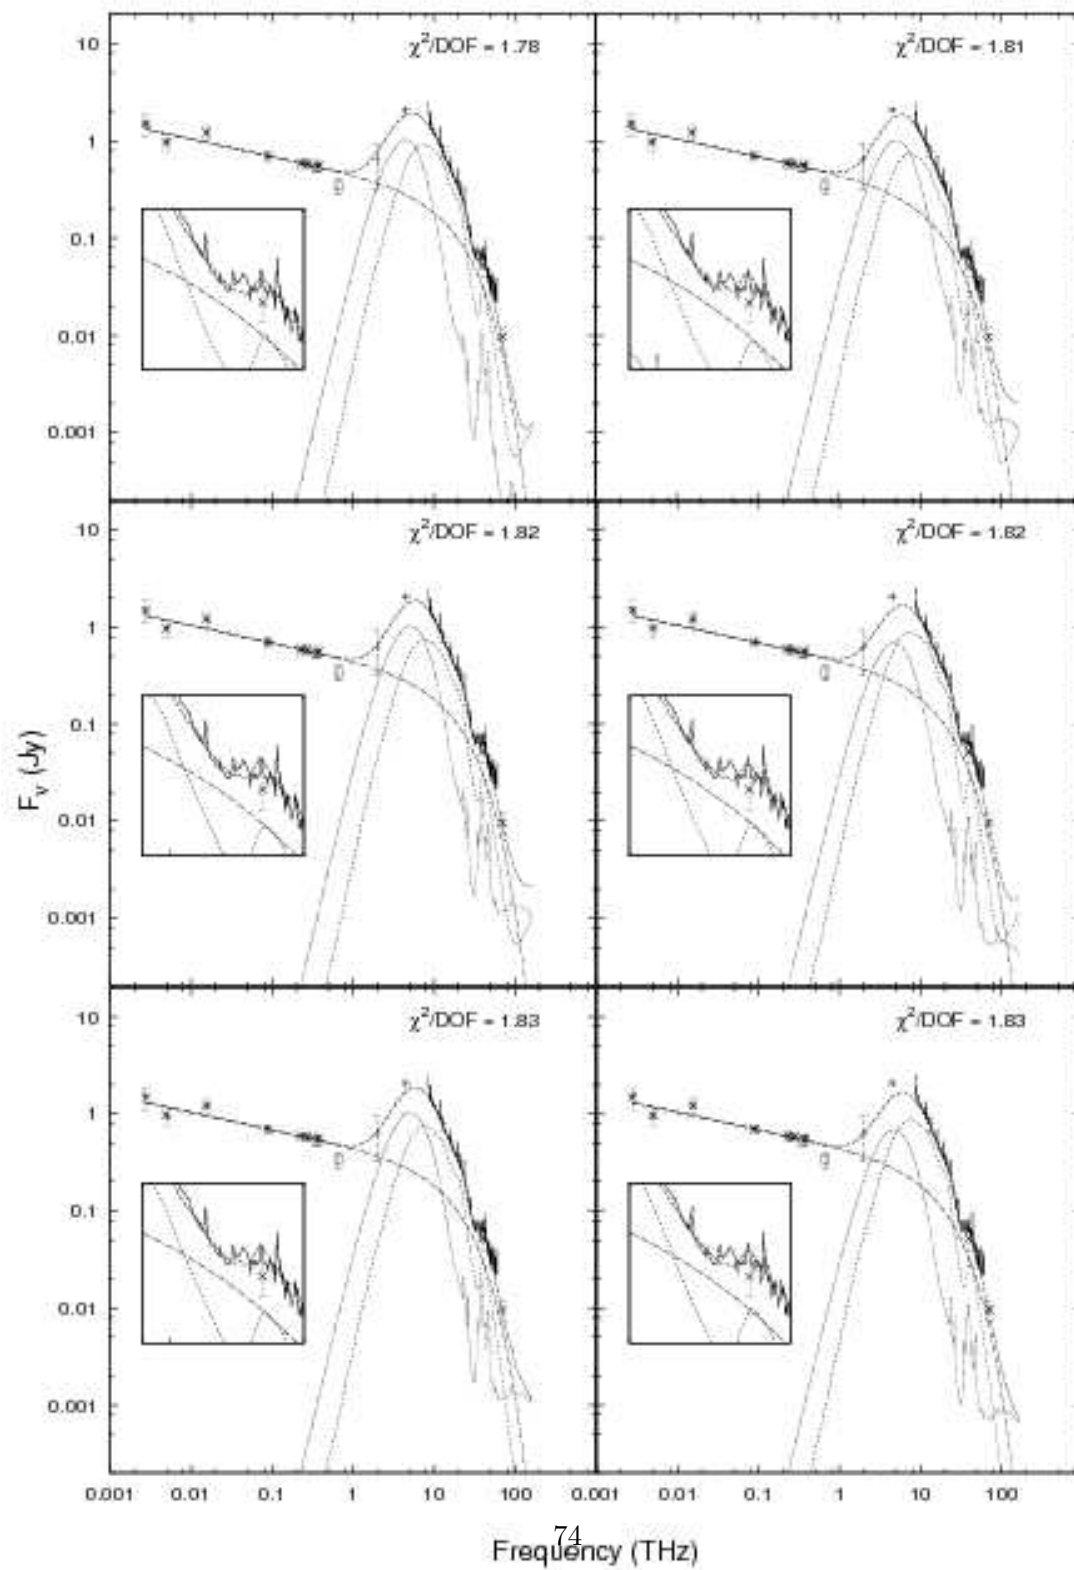 χ²/DOF = 1.78
χ²/DOF = 1.81
10
1
0.1
0.01
0.001
χ²/DOF = 1.82
χ²/DOF = 1.82
10
1
0.1
0.01
0.001
Fν (Jy)
χ²/DOF = 1.83
χ²/DOF = 1.83
10
1
0.1
0.01
0.001
0.001 0.01 0.1 1 10 100 0.001 0.01 0.1 1 10 100
74
Frequency (THz)